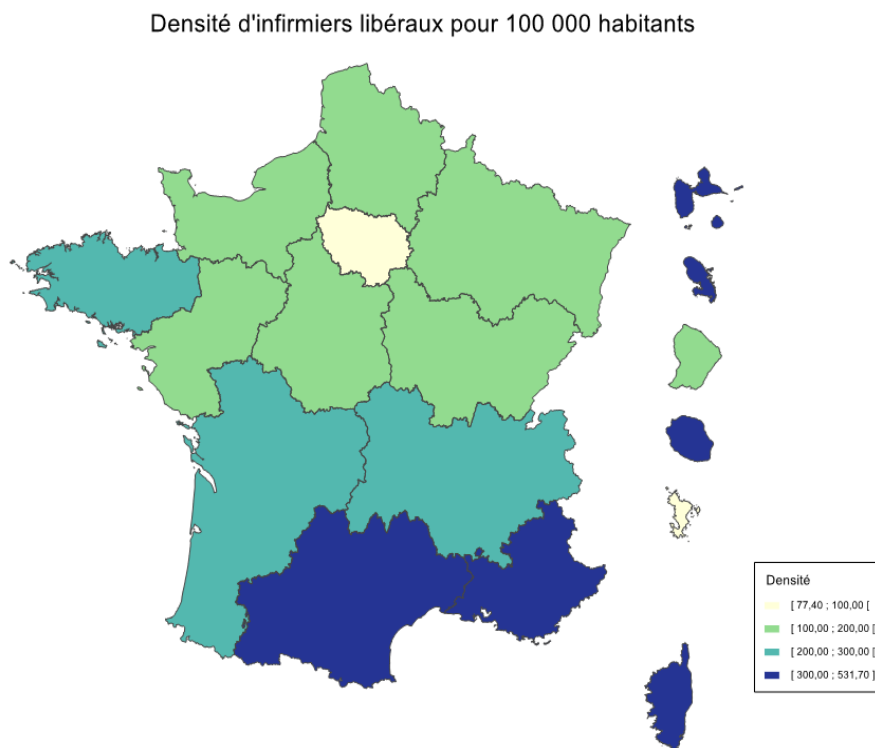 Densité d'infirmiers libéraux pour 100 000 habitants
Densité
[ 77,40 ; 100,00 [
[ 100,00 ; 200,00 [
[ 200,00 ; 300,00 [
[ 300,00 ; 531,70 ]